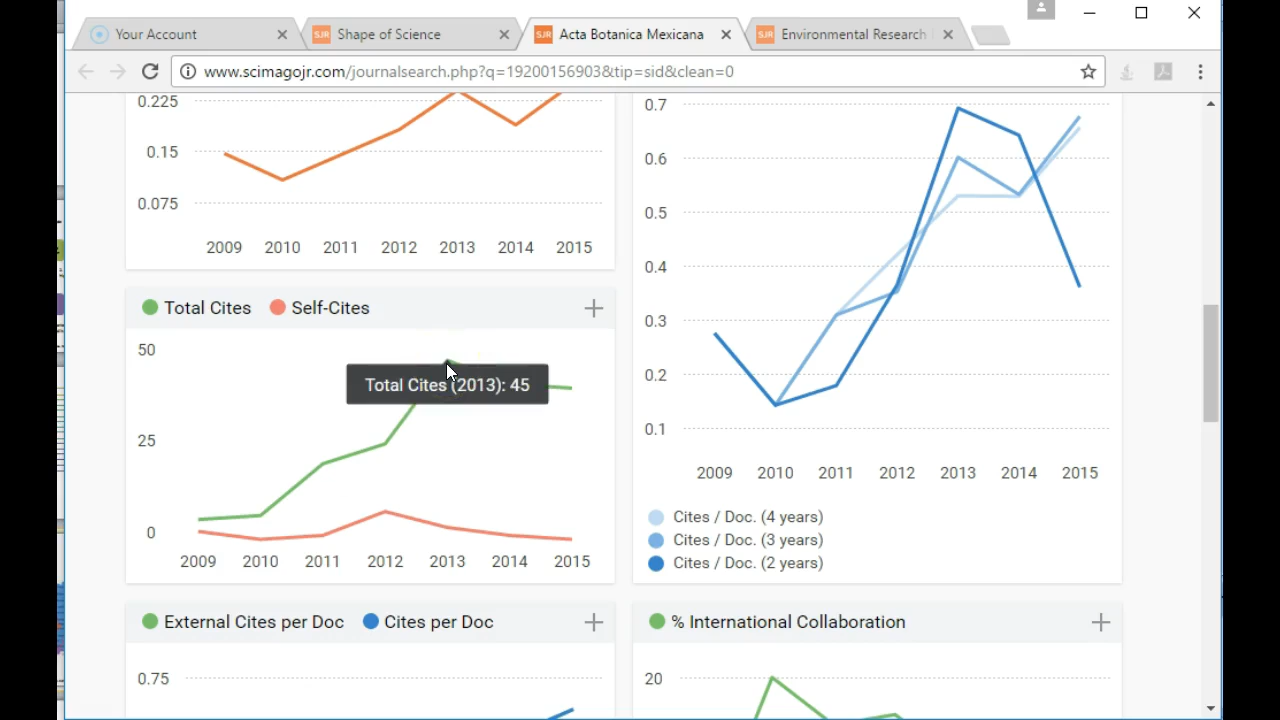 Your Account
SJR Shape of Science
SJR Acta Botanica Mexicana
SJR Environmental Research
www.scimagojr.com/journalsearch.php?q=19200156903&tip=sid&clean=0
0.225
0.15
0.075
2009 2010 2011 2012 2013 2014 2015
Total Cites Self-Cites
50
25
0
Total Cites (2013): 45
2009 2010 2011 2012 2013 2014 2015
0.7
0.6
0.5
0.4
0.3
0.2
0.1
2009 2010 2011 2012 2013 2014 2015
Cites / Doc. (4 years)
Cites / Doc. (3 years)
Cites / Doc. (2 years)
External Cites per Doc Cites per Doc
0.75
% International Collaboration
20